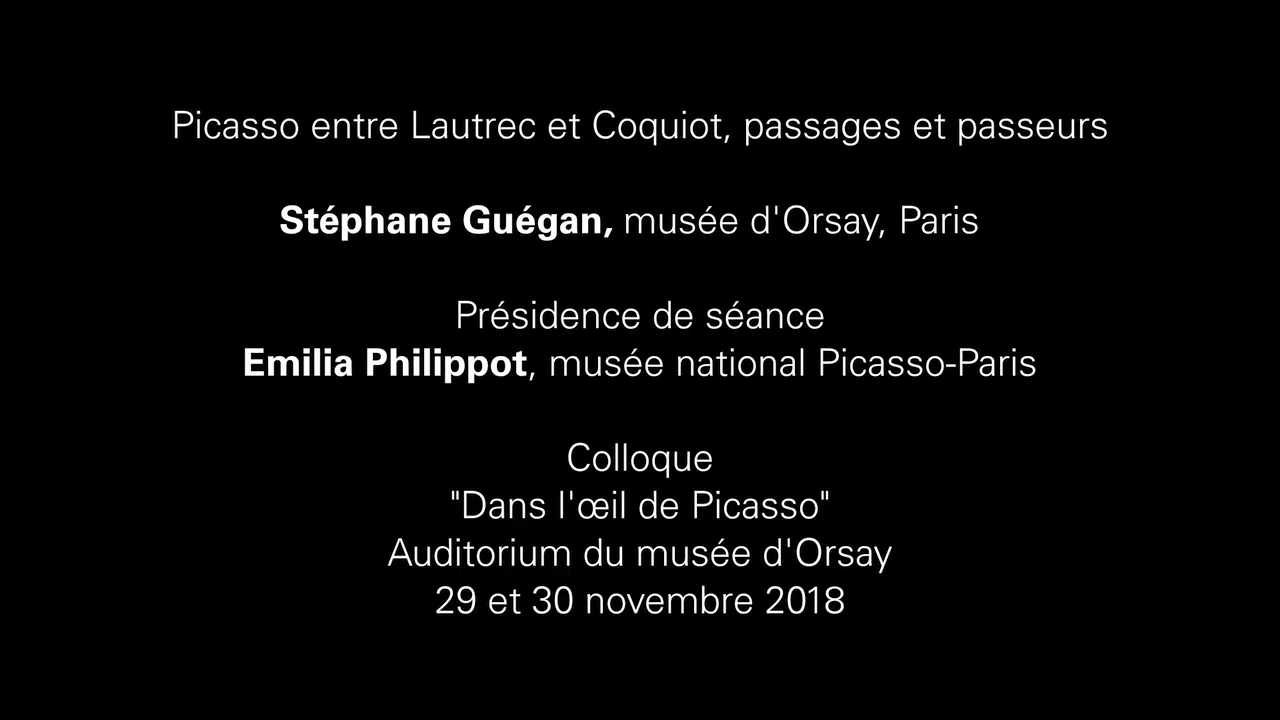 Picasso entre Lautrec et Coquiot, passages et passeurs
Stéphane Guégan, musée d'Orsay, Paris
Présidence de séance
Emilia Philippot, musée national Picasso-Paris
Colloque
"Dans l'œil de Picasso"
Auditorium du musée d'Orsay
29 et 30 novembre 2018